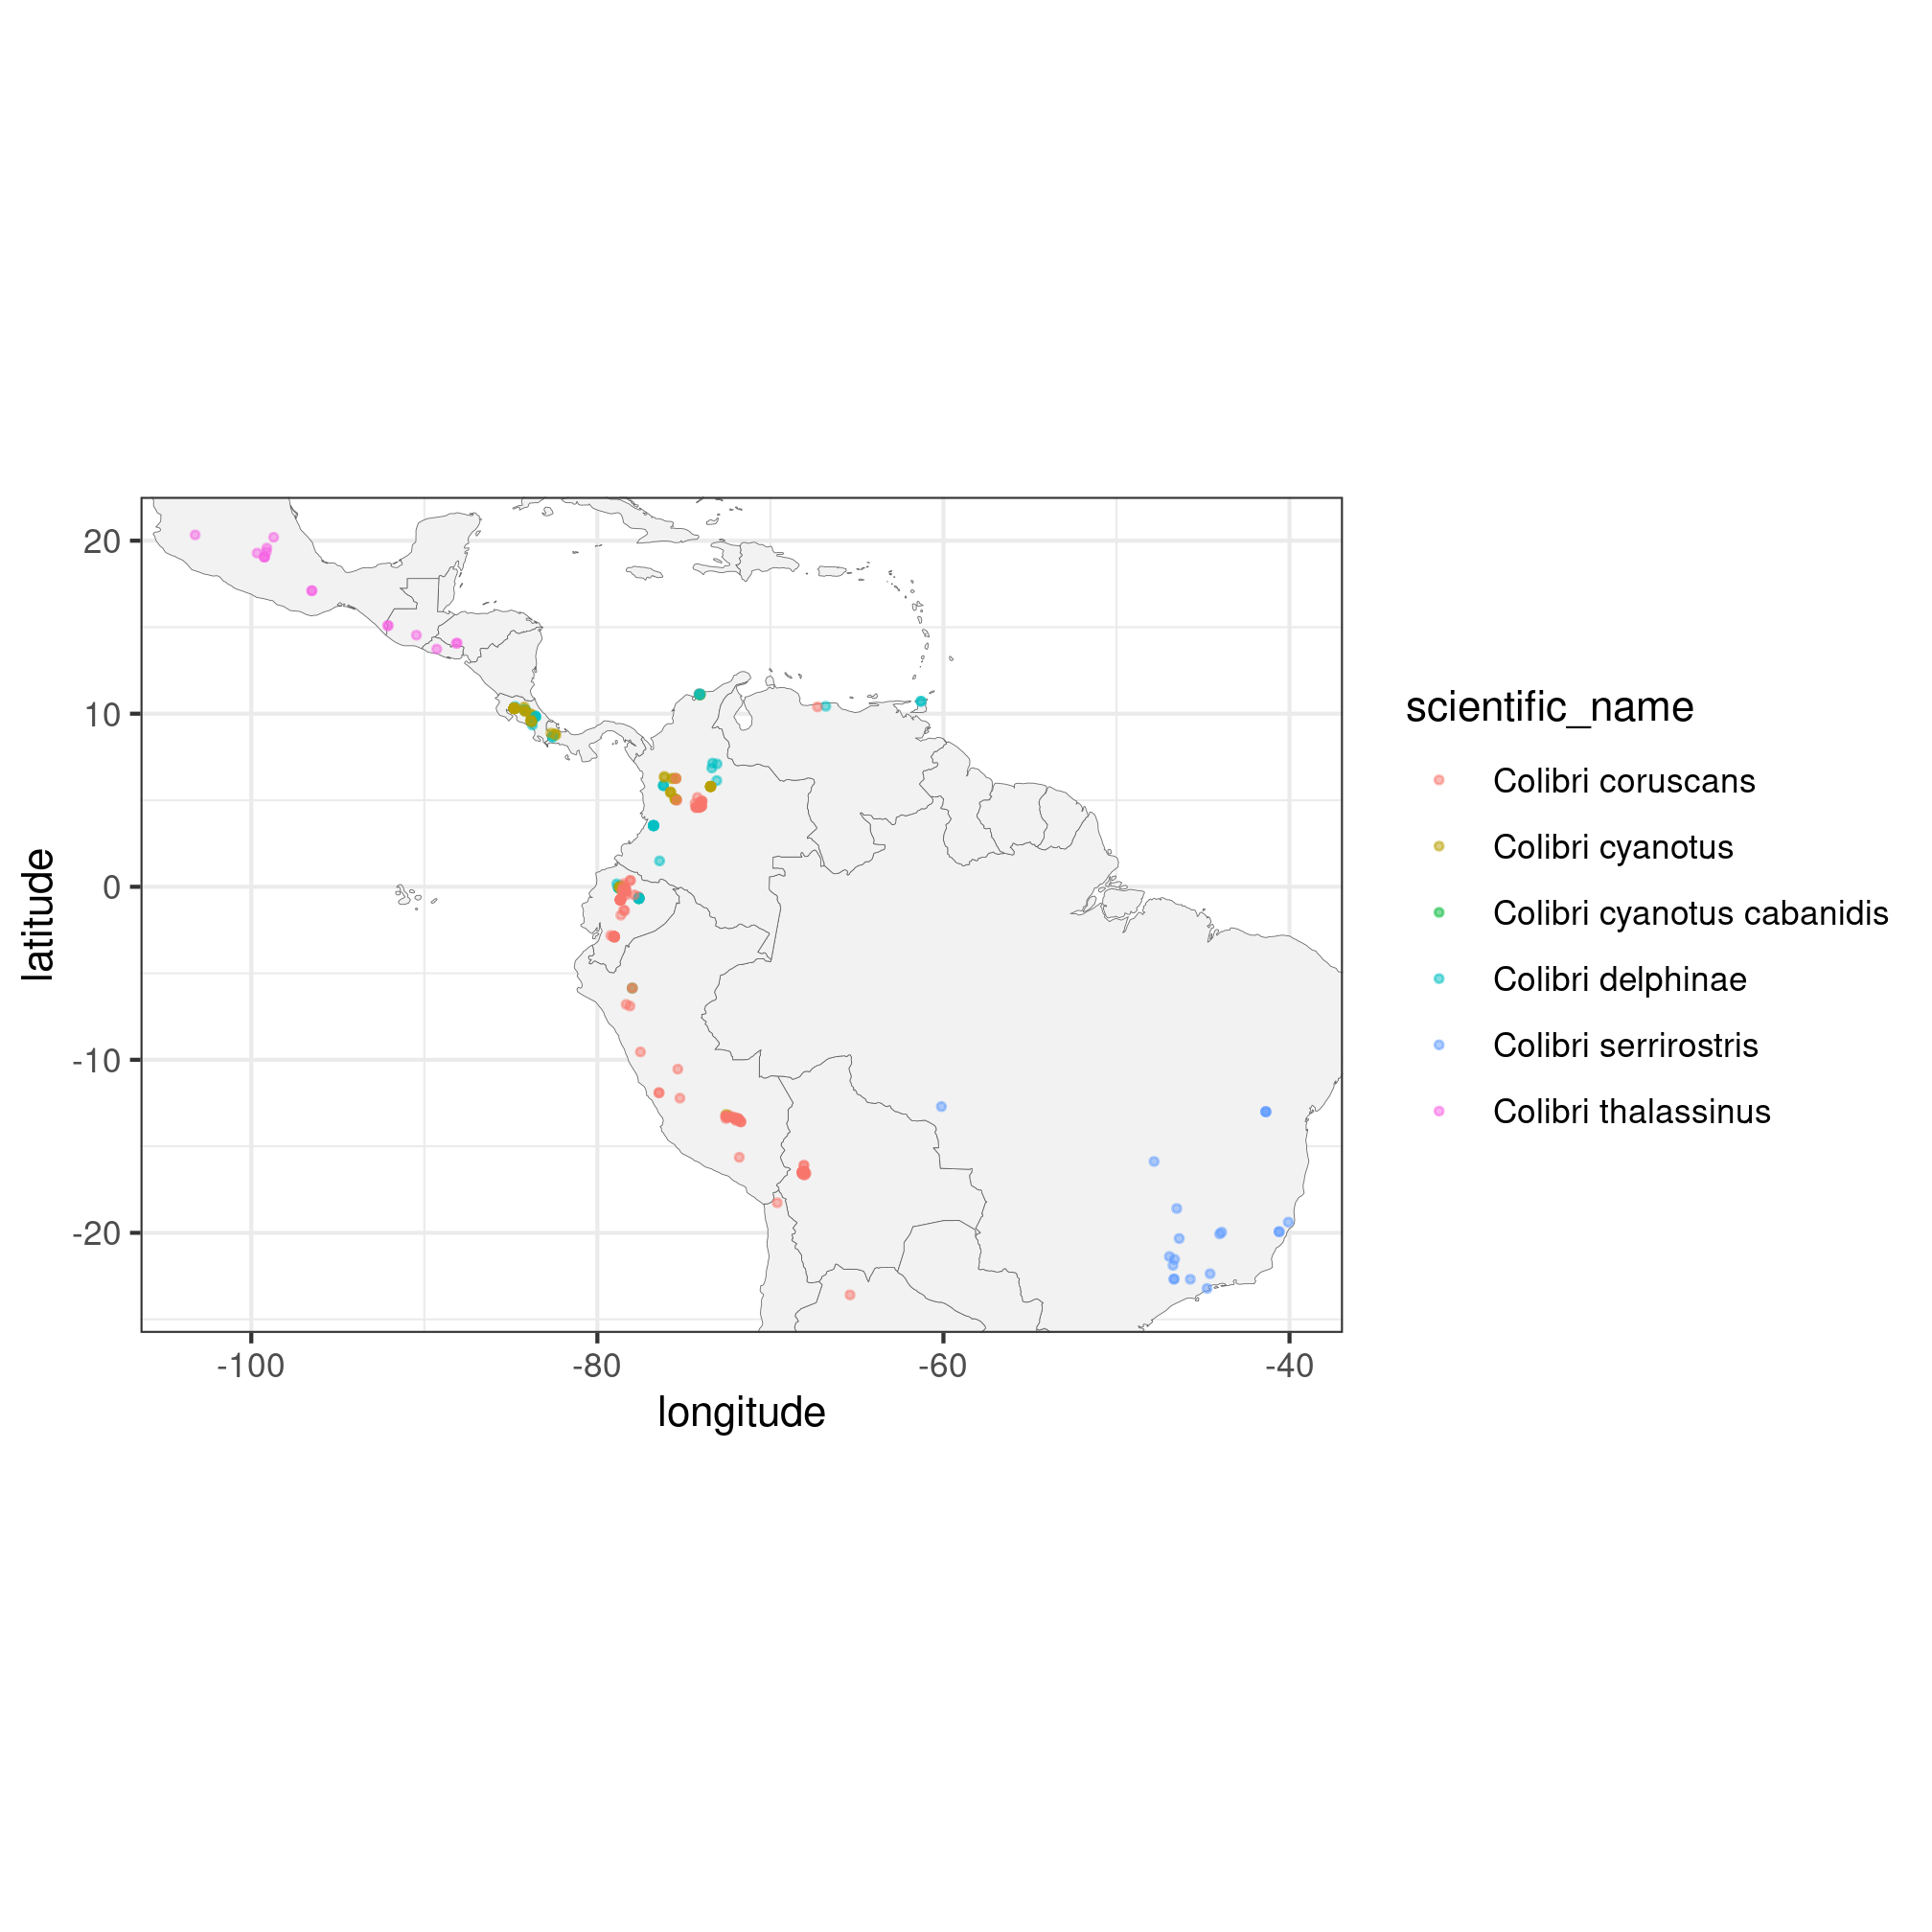 20
10
0
-10
-20
latitude
-100
-80
-60
-40
longitude
scientific_name
Colibri coruscans
Colibri cyanotus
Colibri cyanotus cabanidis
Colibri delphinae
Colibri serrirostris
Colibri thalassinus